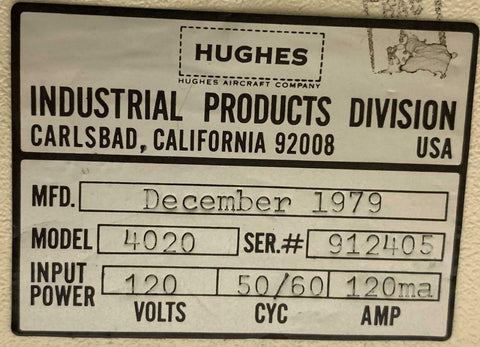 HUGHES
HUGHES AIRCRAFT COMPANY
INDUSTRIAL PRODUCTS DIVISION
CARLSBAD, CALIFORNIA 92008 USA
MFD. December 1979
MODEL 4020 SER.# 912405
INPUT POWER 120 50/60 120ma
VOLTS CYC AMP